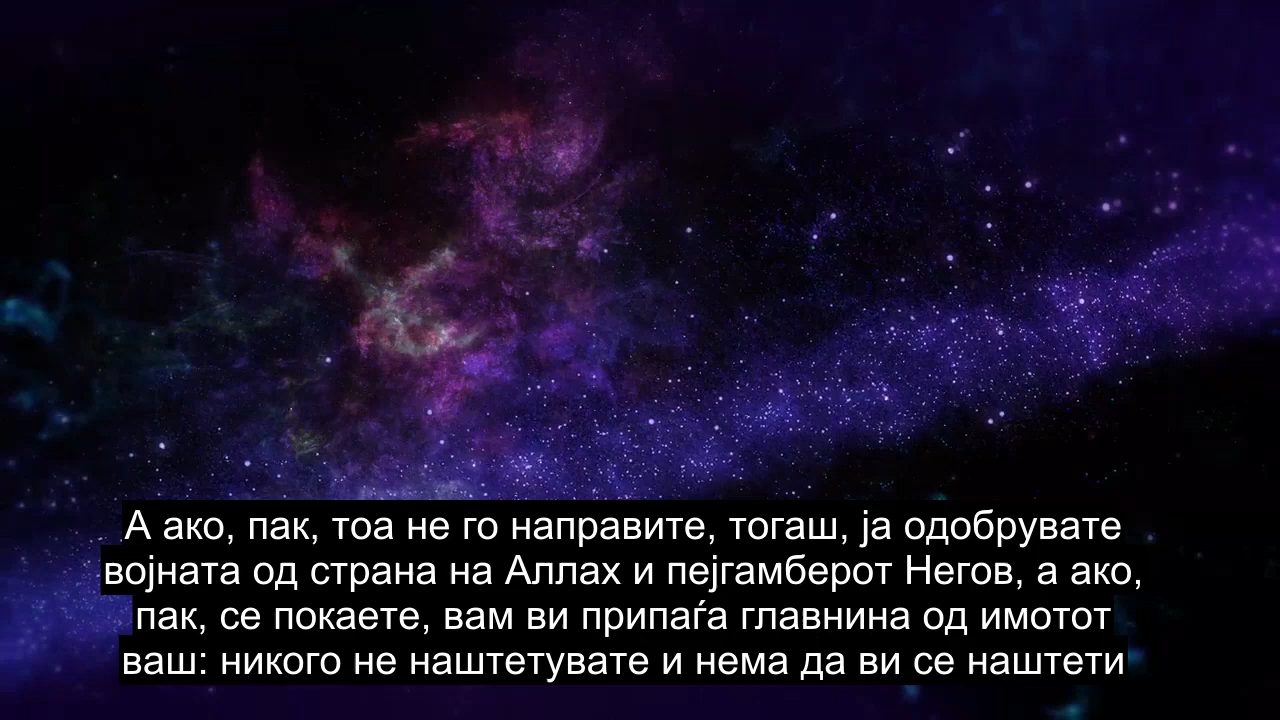 А ако, пак, тоа не го направите, тогаш, ја одобрувате
војната од страна на Аллах и пејгамберот Негов, а ако,
пак, се покаете, вам ви припаѓа главнина од имотот
ваш: никого не наштетувате и нема да ви се наштети